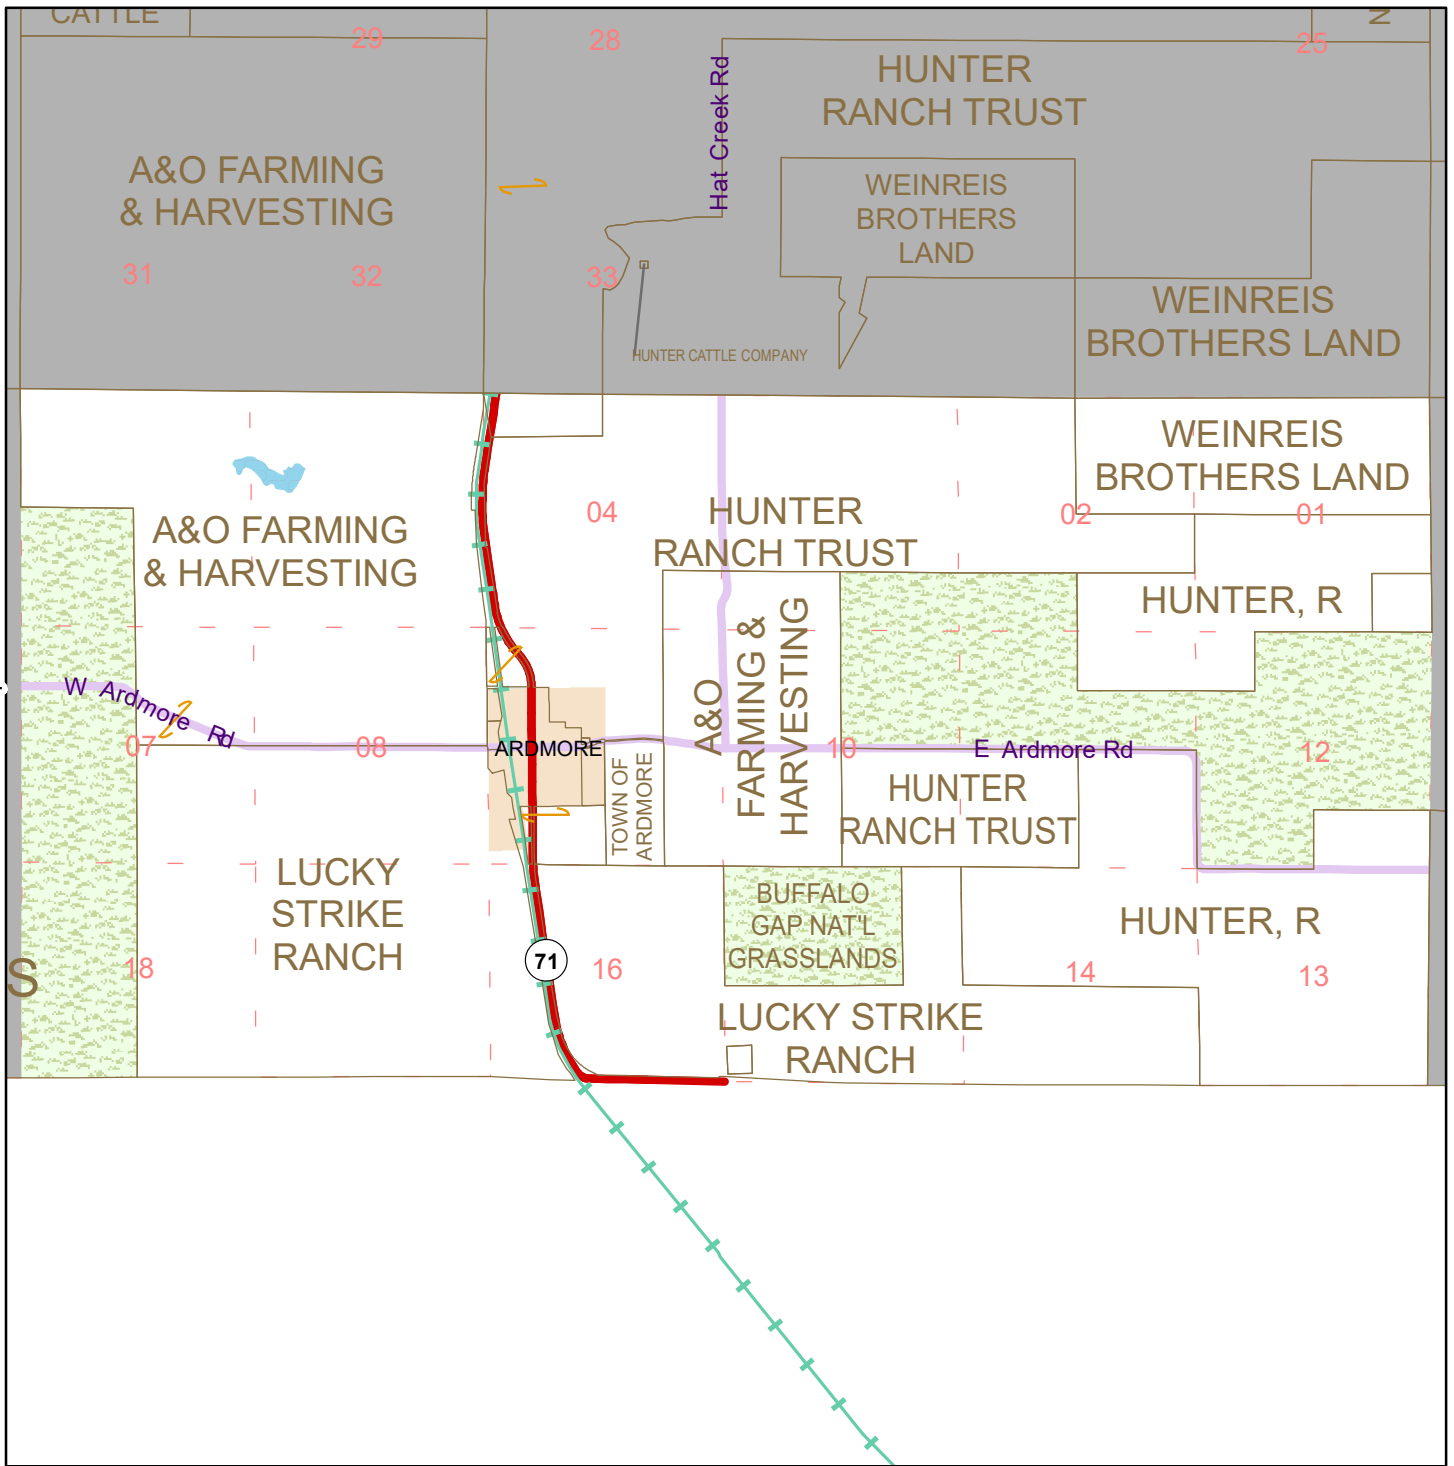 CATTLE
29
28
25
N
Hat Creek Rd
HUNTER
RANCH TRUST
A&O FARMING
& HARVESTING
WEINREIS
BROTHERS
LAND
31
32
33
WEINREIS
BROTHERS LAND
HUNTER CATTLE COMPANY
WEINREIS
BROTHERS LAND
A&O FARMING
& HARVESTING
04
HUNTER
RANCH TRUST
02
01
HUNTER, R
W Ardmore Rd
07
08
ARDMORE
TOWN OF
ARDMORE
A&O
FARMING &
HARVESTING
10
E Ardmore Rd
12
HUNTER
RANCH TRUST
LUCKY
STRIKE
RANCH
BUFFALO
GAP NAT'L
GRASSLANDS
HUNTER, R
S
18
71
16
14
13
LUCKY STRIKE
RANCH